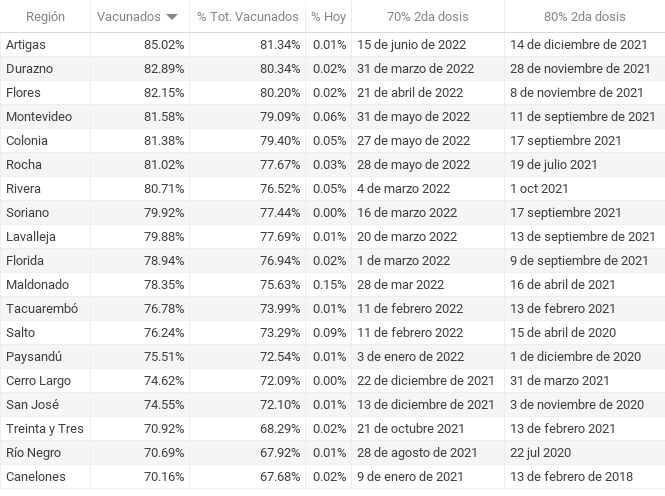 Región Vacunados % Tot. Vacunados % Hoy 70% 2da dosis 80% 2da dosis
Artigas 85.02% 81.34% 0.01% 15 de junio de 2022 14 de diciembre de 2021
Durazno 82.89% 80.34% 0.02% 31 de marzo de 2022 28 de noviembre de 2021
Flores 82.15% 80.20% 0.02% 21 de abril de 2022 8 de noviembre de 2021
Montevideo 81.58% 79.09% 0.06% 31 de mayo de 2022 11 de septiembre de 2021
Colonia 81.38% 79.40% 0.05% 27 de mayo de 2022 17 septiembre 2021
Rocha 81.02% 77.67% 0.03% 28 de mayo de 2022 19 de julio 2021
Rivera 80.71% 76.52% 0.05% 4 de marzo 2022 1 oct 2021
Soriano 79.92% 77.44% 0.00% 16 de marzo 2022 17 septiembre 2021
Lavalleja 79.88% 77.69% 0.01% 20 de marzo 2022 13 de septiembre de 2021
Florida 78.94% 76.94% 0.02% 1 de marzo 2022 9 de septiembre de 2021
Maldonado 78.35% 75.63% 0.15% 28 de mar 2022 16 de abril de 2021
Tacuarembó 76.78% 73.99% 0.01% 11 de febrero 2022 13 de febrero 2021
Salto 76.24% 73.29% 0.09% 11 de febrero 2022 15 de abril de 2020
Paysandú 75.51% 72.54% 0.01% 3 de enero de 2022 1 de diciembre de 2020
Cerro Largo 74.62% 72.09% 0.00% 22 de diciembre de 2021 31 de marzo 2021
San José 74.55% 72.10% 0.01% 13 de diciembre de 2021 3 de noviembre de 2020
Treinta y Tres 70.92% 68.29% 0.02% 21 de octubre 2021 13 de febrero 2021
Río Negro 70.69% 67.92% 0.01% 28 de agosto de 2021 22 jul 2020
Canelones 70.16% 67.68% 0.02% 9 de enero de 2021 13 de febrero de 2018